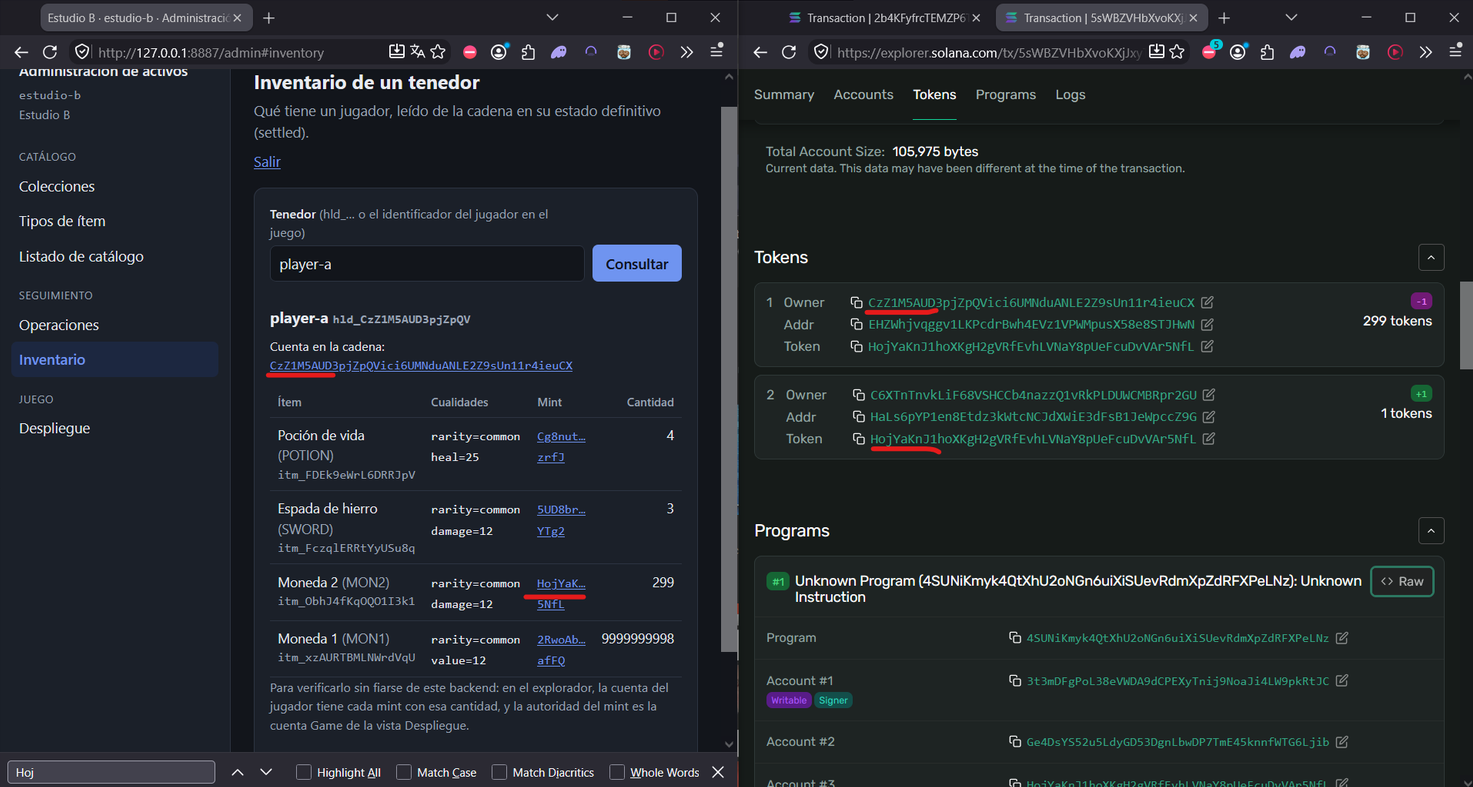 Estudio B · estudio-b · Administraci
http://127.0.0.1:8887/admin#inventory
Administración de activos
estudio-b
Estudio B
CATÁLOGO
Colecciones
Tipos de ítem
Listado de catálogo
SEGUIMIENTO
Operaciones
Inventario
JUEGO
Despliegue
Inventario de un tenedor
Qué tiene un jugador, leído de la cadena en su estado definitivo
(settled).
Salir
Tenedor (hld_… o el identificador del jugador en el
juego)
player-a
Consultar
player-a hld_CzZ1M5AUD3pjZpQV
Cuenta en la cadena:
CzZ1M5AUD3pjZpQVici6UMNduANLE2Z9sUn11r4ieuCX
Ítem Cualidades Mint Cantidad
Poción de vida rarity=common Cg8nut… 4
(POTION) heal=25 zrfJ
itm_FDEk9eWrL6DRRJpV
Espada de hierro rarity=common 5UD8br… 3
(SWORD) damage=12 YTg2
itm_FczqlERRtYyUSu8q
Moneda 2 (MON2) rarity=common HojYaK… 299
itm_ObhJ4fKqOQO1I3k1 damage=12 5NfL
Moneda 1 (MON1) rarity=common 2RwoAb… 9999999998
itm_xzAURTBMLNWrdVqU value=12 afFQ
Para verificarlo sin fiarse de este backend: en el explorador, la cuenta del
jugador tiene cada mint con esa cantidad, y la autoridad del mint es la
cuenta Game de la vista Despliegue.
Hoj
Highlight All
Match Case
Match Diacritics
Whole Words
Transaction | 2b4KFyfrcTEMZP6
Transaction | 5sWBZVHbXvoKXj
https://explorer.solana.com/tx/5sWBZVHbXvoKXjJxy
5
Summary Accounts Tokens Programs Logs
Total Account Size: 105,975 bytes
Current data. This data may have been different at the time of the transaction.
Tokens
1 Owner CzZ1M5AUD3pjZpQVici6UMNduANLE2Z9sUn11r4ieuCX -1
Addr EHZWhjvqggv1LKPcdrBwh4EVz1VPWMpusX58e8STJHwN 299 tokens
Token HojYaKnJ1hoXKgH2gVRfEvhLVNaY8pUeFcuDvVAr5NfL
2 Owner C6XTnTnvkLiF68VSHCCb4nazzQ1vRkPLDUWCMBRpr2GU +1
Addr HaLs6pYP1en8Etdz3kWtcNCJdXWiE3dFsB1JeWpccZ9G 1 tokens
Token HojYaKnJ1hoXKgH2gVRfEvhLVNaY8pUeFcuDvVAr5NfL
Programs
#1 Unknown Program (4SUNiKmyk4QtXhU2oNGn6uiXiSUevRdmXpZdRFXPeLNz): Unknown
Instruction
Raw
Program 4SUNiKmyk4QtXhU2oNGn6uiXiSUevRdmXpZdRFXPeLNz
Account #1 3t3mDFgPoL38eVWDA9dCPEXyTnij9NoaJi4LW9pkRtJC
Writable Signer
Account #2 Ge4DsYS52u5LdyGD53DgnLbwDP7TmE45knnfWTG6Ljib
Account #3 HojYaKnJ1hoXKgH2gVRfEvhLVNaY8pUeFcuDvVAr5NfL